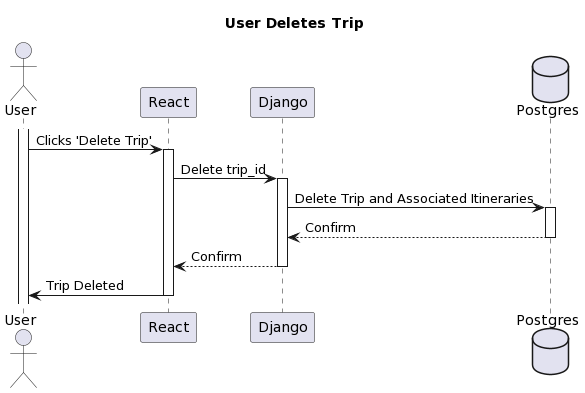 User Deletes Trip
User
React
Django
Postgres
Clicks 'Delete Trip'
Delete trip_id
Delete Trip and Associated Itineraries
Confirm
Confirm
Trip Deleted
User
React
Django
Postgres